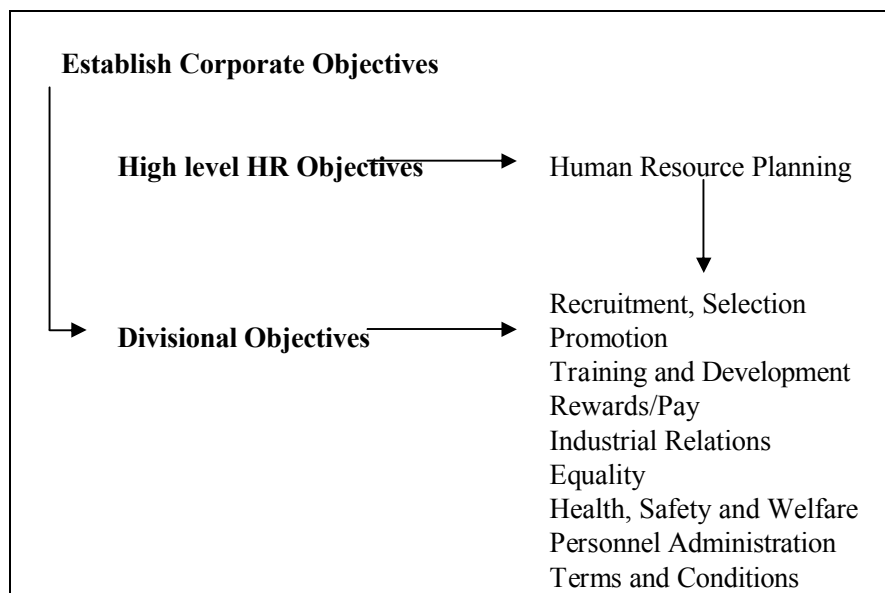 Establish Corporate Objectives
High level HR Objectives
Human Resource Planning
Divisional Objectives
Recruitment, Selection
Promotion
Training and Development
Rewards/Pay
Industrial Relations
Equality
Health, Safety and Welfare
Personnel Administration
Terms and Conditions